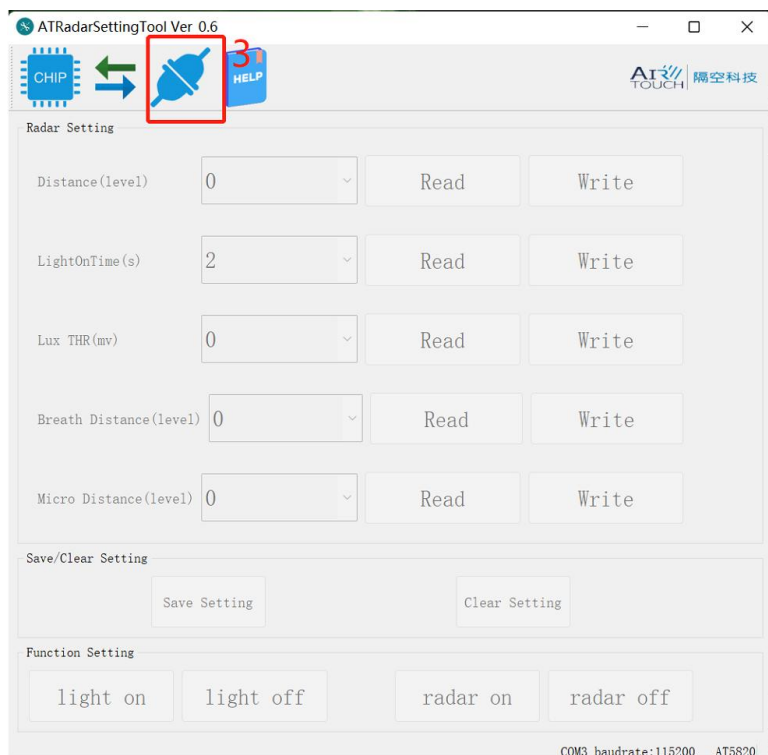 ATRadarSettingTool Ver 0.6
CHIP
3
HELP
AIR TOUCH 隔空科技
Radar Setting
Distance(level) 0 Read Write
LightOnTime(s) 2 Read Write
Lux THR(mv) 0 Read Write
Breath Distance(level) 0 Read Write
Micro Distance(level) 0 Read Write
Save/Clear Setting
Save Setting Clear Setting
Function Setting
light on light off radar on radar off
COM3 baudrate:115200 AT5820